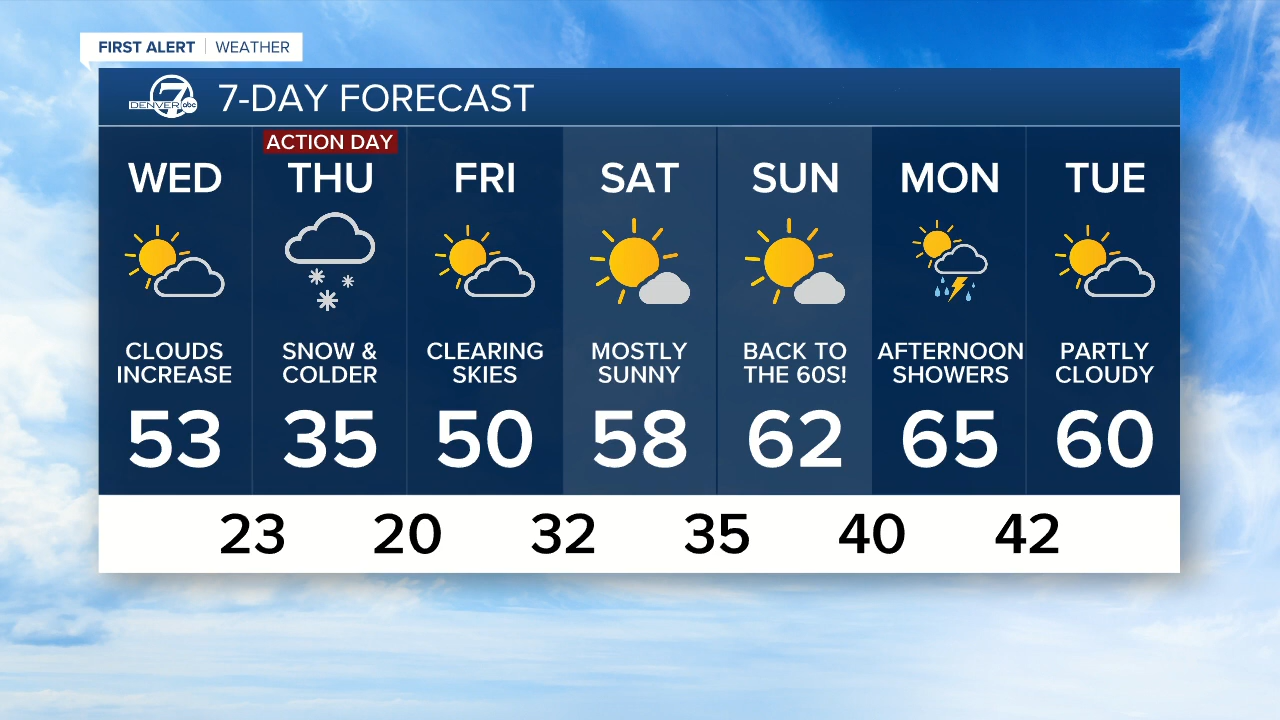 FIRST ALERT | WEATHER
DENVER 7 abc
7-DAY FORECAST
ACTION DAY
WED THU FRI SAT SUN MON TUE
CLOUDS INCREASE
SNOW & COLDER
CLEARING SKIES
MOSTLY SUNNY
BACK TO THE 60S!
AFTERNOON SHOWERS
PARTLY CLOUDY
53 35 50 58 62 65 60
23 20 32 35 40 42